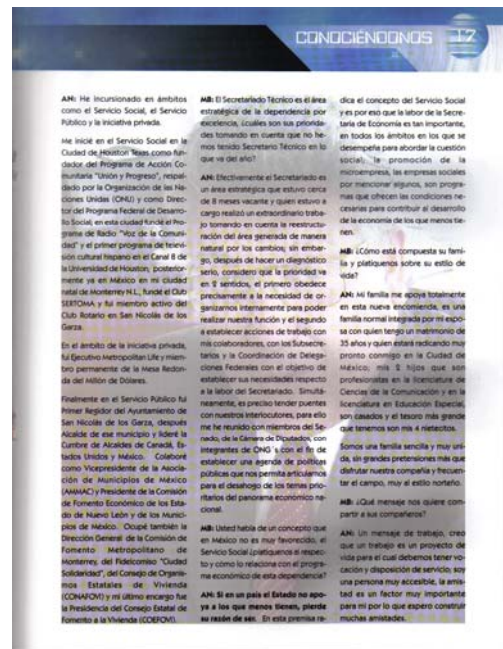 CONOCIÉNDONOS 17
AN: He incursionado en ámbitos
como el Servicio Social, el Servicio
Público y la iniciativa privada.
Me inicié en el Servicio Social en la
Ciudad de Houston Texas como fun-
dador del Programa de Acción Co-
munitaria "Unión y Progreso", respal-
dado por la Organización de las Na-
ciones Unidas (ONU) y como Direc-
tor del Programa Federal de Desarro-
llo Social; en esta ciudad fundé el Pro-
grama de Radio "Voz de la Comuni-
dad" y el primer programa de televi-
sión cultural hispano en el Canal 8 de
la Universidad de Houston; posterior-
mente ya en México en mi ciudad
natal de Monterrey N.L., fundé el Club
SERTOMA y fui miembro activo del
Club Rotario en San Nicolás de los
Garza.
En el ámbito de la iniciativa privada,
fui Ejecutivo Metropolitan Life y miem-
bro permanente de la Mesa Redon-
da del Millón de Dólares.
Finalmente en el Servicio Público fui
Primer Regidor del Ayuntamiento de
San Nicolás de los Garza, después
Alcalde de ese municipio y lideré la
Cumbre de Alcaldes de Canadá, Es-
tados Unidos y México. Colaboré
como Vicepresidente de la Asocia-
ción de Municipios de México
(AMMAC) y Presidente de la Comisión
de Fomento Económico de los Esta-
do de Nuevo León y de los Munici-
pios de México. Ocupé también la
Dirección General de la Comisión de
Fomento Metropolitano de
Monterrey, del Fideicomiso "Ciudad
Solidaridad", del Consejo de Organis-
mos Estatales de Vivienda
(CONAFOVI) y mi último encargo fue
la Presidencia del Consejo Estatal de
Fomento a la Vivienda (COEFOVI).
MB: El Secretariado Técnico es el área
estratégica de la dependencia por
excelencia, ¿cuáles son sus priorida-
des tomando en cuenta que no he-
mos tenido Secretario Técnico en lo
que va del año?
AN: Efectivamente el Secretariado es
un área estratégica que estuvo cerca
de 8 meses vacante y quien estuvo a
cargo realizó un extraordinario traba-
jo tomando en cuenta la reestructu-
ración del área generada de manera
natural por los cambios; sin embar-
go, después de hacer un diagnóstico
serio, considero que la prioridad va
en 2 sentidos, el primero obedece
precisamente a la necesidad de or-
ganizarnos internamente para poder
realizar nuestra función y el segundo
a establecer acciones de trabajo con
mis colaboradores, con los Subsecre-
tarios y la Coordinación de Delega-
ciones Federales con el objetivo de
establecer sus necesidades respecto
a la labor del Secretariado. Simultá-
neamente, es preciso tender puentes
con nuestros interlocutores, para ello
me he reunido con miembros del Se-
nado, de la Cámara de Diputados, con
integrantes de ONG´s con el fin de
establecer una agenda de políticas
públicas que nos permita articularnos
para el desahogo de los temas prio-
ritarios del panorama económico na-
cional.
MB: Usted habla de un concepto que
en México no es muy favorecido, el
Servicio Social ¿platíquenos al respec-
to y cómo lo relaciona con el progra-
ma económico de esta dependencia?
AN: Si en un país el Estado no apo-
ya a los que menos tienen, pierde
su razón de ser. En esta premisa ra-
dica el concepto del Servicio Social
y es por eso que la labor de la Secre-
taría de Economía es tan importante,
en todos los ámbitos en los que se
desempeña para abordar la cuestión
social; la promoción de la
microempresa, las empresas sociales
por mencionar algunos, son progra-
mas que ofrecen las condiciones ne-
cesarias para contribuir al desarrollo
de la economía de los que menos tie-
nen.
MB: ¿Cómo está compuesta su fami-
lia y platíquenos sobre su estilo de
vida?
AN: Mi familia me apoya totalmente
en esta nueva encomienda, es una
familia normal integrada por mi espo-
sa con quien tengo un matrimonio de
35 años y quien estará radicando muy
pronto conmigo en la Ciudad de
México; mis 2 hijos que son
profesionistas en la licenciatura de
Ciencias de la Comunicación y en la
licenciatura en Educación Especial,
son casados y el tesoro más grande
que tenemos son mis 4 nietecitos.
Somos una familia sencilla y muy uni-
da, sin grandes pretensiones más que
disfrutar nuestra compañía y frecuen-
tar el campo, muy al estilo norteño.
MB: ¿Qué mensaje nos quiere com-
partir a sus compañeros?
AN: Un mensaje de trabajo, creo
que un trabajo es un proyecto de
vida para el cual debemos tener vo-
cación y disposición de servicio; soy
una persona muy accesible, la amis-
tad es un factor muy importante
para mí por lo que espero construir
muchas amistades.